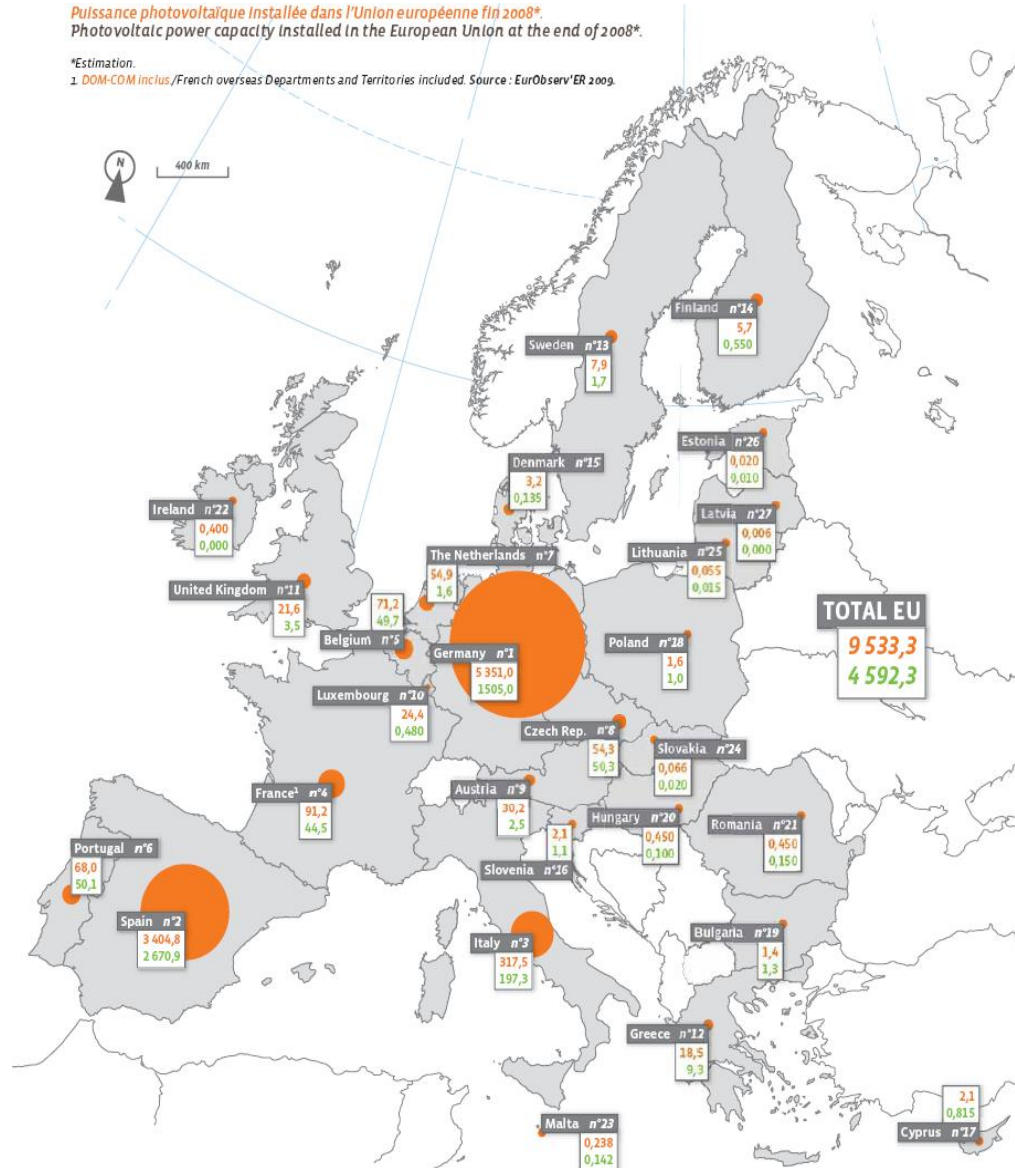 Puissance photovoltaïque installée dans l'Union européenne fin 2008*.
Photovoltaic power capacity installed in the European Union at the end of 2008*.
*Estimation.
1. DOM-COM inclus/French overseas Departments and Territories included. Source : EurObserv'ER 2009.
N
400 km
Finland n°14
5,7
0,550
Sweden n°13
7,9
1,7
Estonia n°26
0,020
0,010
Denmark n°15
3,2
0,135
Latvia n°27
0,006
0,000
Ireland n°22
0,400
0,000
Lithuania n°25
0,055
0,015
The Netherlands n°7
54,9
1,6
United Kingdom n°11
21,6
3,5
71,2
49,7
Belgium n°5
TOTAL EU
9 533,3
4 592,3
Germany n°1
5 351,0
1505,0
Poland n°18
1,6
1,0
Luxembourg n°10
24,4
0,480
Czech Rep. n°8
54,3
50,3
Slovakia n°24
0,066
0,020
France¹ n°4
91,2
44,5
Austria n°9
30,2
2,5
Hungary n°20
0,450
0,100
Romania n°21
0,450
0,150
2,1
1,1
Slovenia n°16
Portugal n°6
68,0
50,1
Spain n°2
3 404,8
2 670,9
Italy n°3
317,5
197,3
Bulgaria n°19
1,4
1,3
Greece n°12
18,5
9,3
2,1
0,815
Cyprus n°17
Malta n°23
0,238
0,142